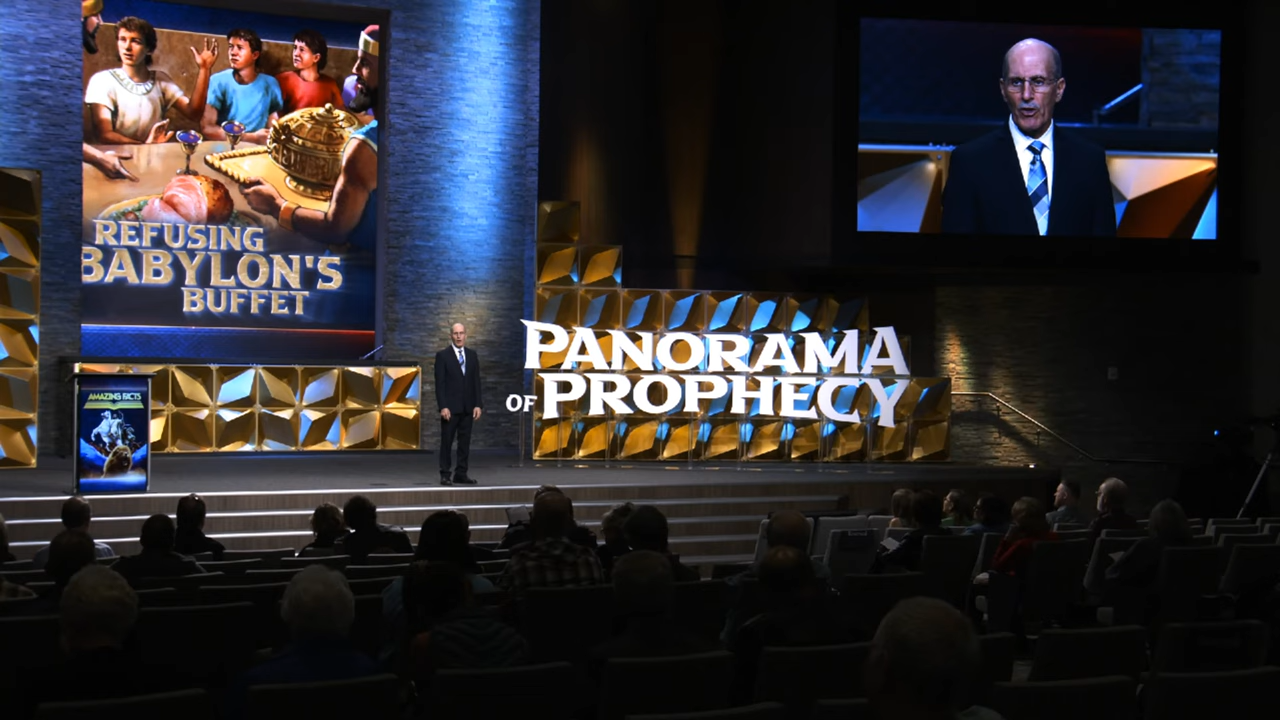 REFUSING
BABYLON'S
BUFFET
PANORAMA
OF PROPHECY
AMAZING FACTS